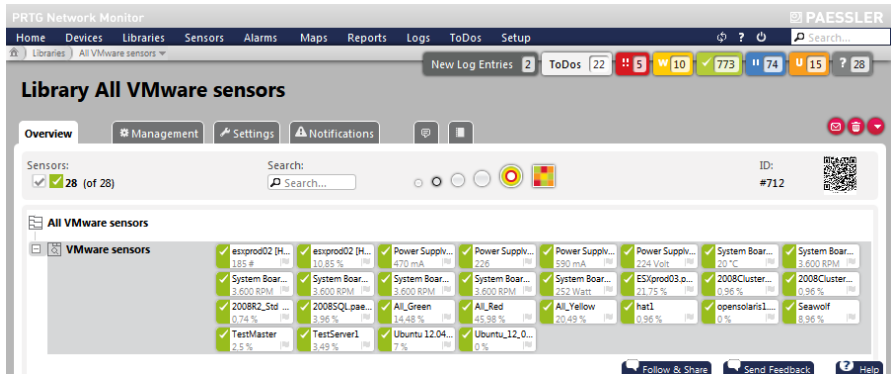 PRTG Network Monitor
PAESSLER
Home Devices Libraries Sensors Alarms Maps Reports Logs ToDos Setup ? Search...
Libraries All VMware sensors
New Log Entries 2 ToDos 22 !! 5 W 10 773 II 74 U 15 ? 28
Library All VMware sensors
Overview Management Settings Notifications
Sensors: Search: ID:
28 (of 28) Search... #712
All VMware sensors
VMware sensors
esxprod02 [H... esxprod02 [H... Power Supply... Power Supply... Power Supply... Power Supply... System Boar... System Boar...
185 # 10,85 % 470 mA 226 590 mA 224 Volt 20 °C 3.600 RPM
System Boar... System Boar... System Boar... System Boar... System Boar... ESXprod03.p... 2008Cluster... 2008Cluster...
3.600 RPM 3.600 RPM 3.600 RPM 3.600 RPM 252 Watt 21,75 % 0,96 % 0,96 %
2008R2_Std ... 2008SQL.pae... All_Green All_Red All_Yellow hat1 opensolaris1.... Seawolf
0,74 % 3,96 % 14,48 % 45,98 % 20,49 % 0,96 % 0 % 8,96 %
TestMaster TestServer1 Ubuntu 12.04... Ubuntu_12_0...
2,5 % 3,49 % 7 % 0 %
Follow & Share Send Feedback ? Help